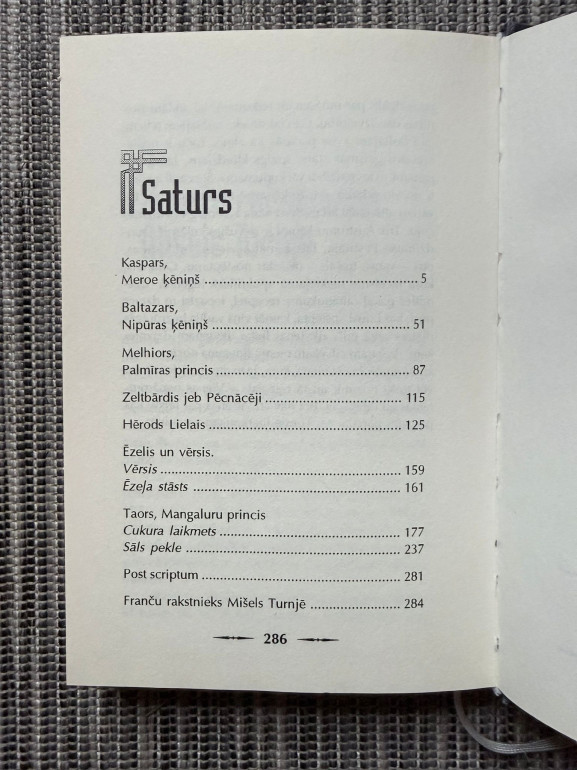 Saturs
Kaspars,
Meroe ķēniņš ........ 5
Baltazars,
Nipūras ķēniņš ........ 51
Melhiors,
Palmīras princis ........ 87
Zeltbārdis jeb Pēcnācēji ........ 115
Hērods Lielais ........ 125
Ēzelis un vērsis.
Vērsis ........ 159
Ēzeļa stāsts ........ 161
Taors, Mangaluru princis
Cukura laikmets ........ 177
Sāls pekle ........ 237
Post scriptum ........ 281
Franču rakstnieks Mišels Turnjē ........ 284
286